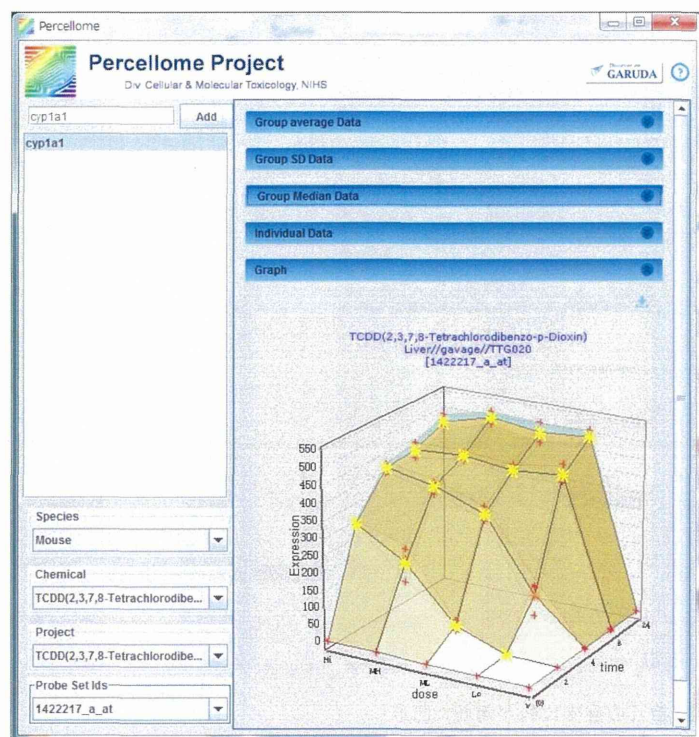 Percellome
Percellome Project
Div. Cellular & Molecular Toxicology, NIHS
GARUDA
?
cyp1a1
Add
cyp1a1
Group average Data
Group SD Data
Group Median Data
Individual Data
Graph
TCDD(2,3,7,8-Tetrachlorodibenzo-p-Dioxin)
Liver//gavage//TTG020
[1422217_a_at]
550
500
450
400
350
300
250
200
150
100
50
0
Expression
Hi
MH
ML
Lo
V
dose
2
4
8
24
time
Species
Mouse
Chemical
TCDD(2,3,7,8-Tetrachlorodibe...
Project
TCDD(2,3,7,8-Tetrachlorodibe...
Probe Set Ids
1422217_a_at